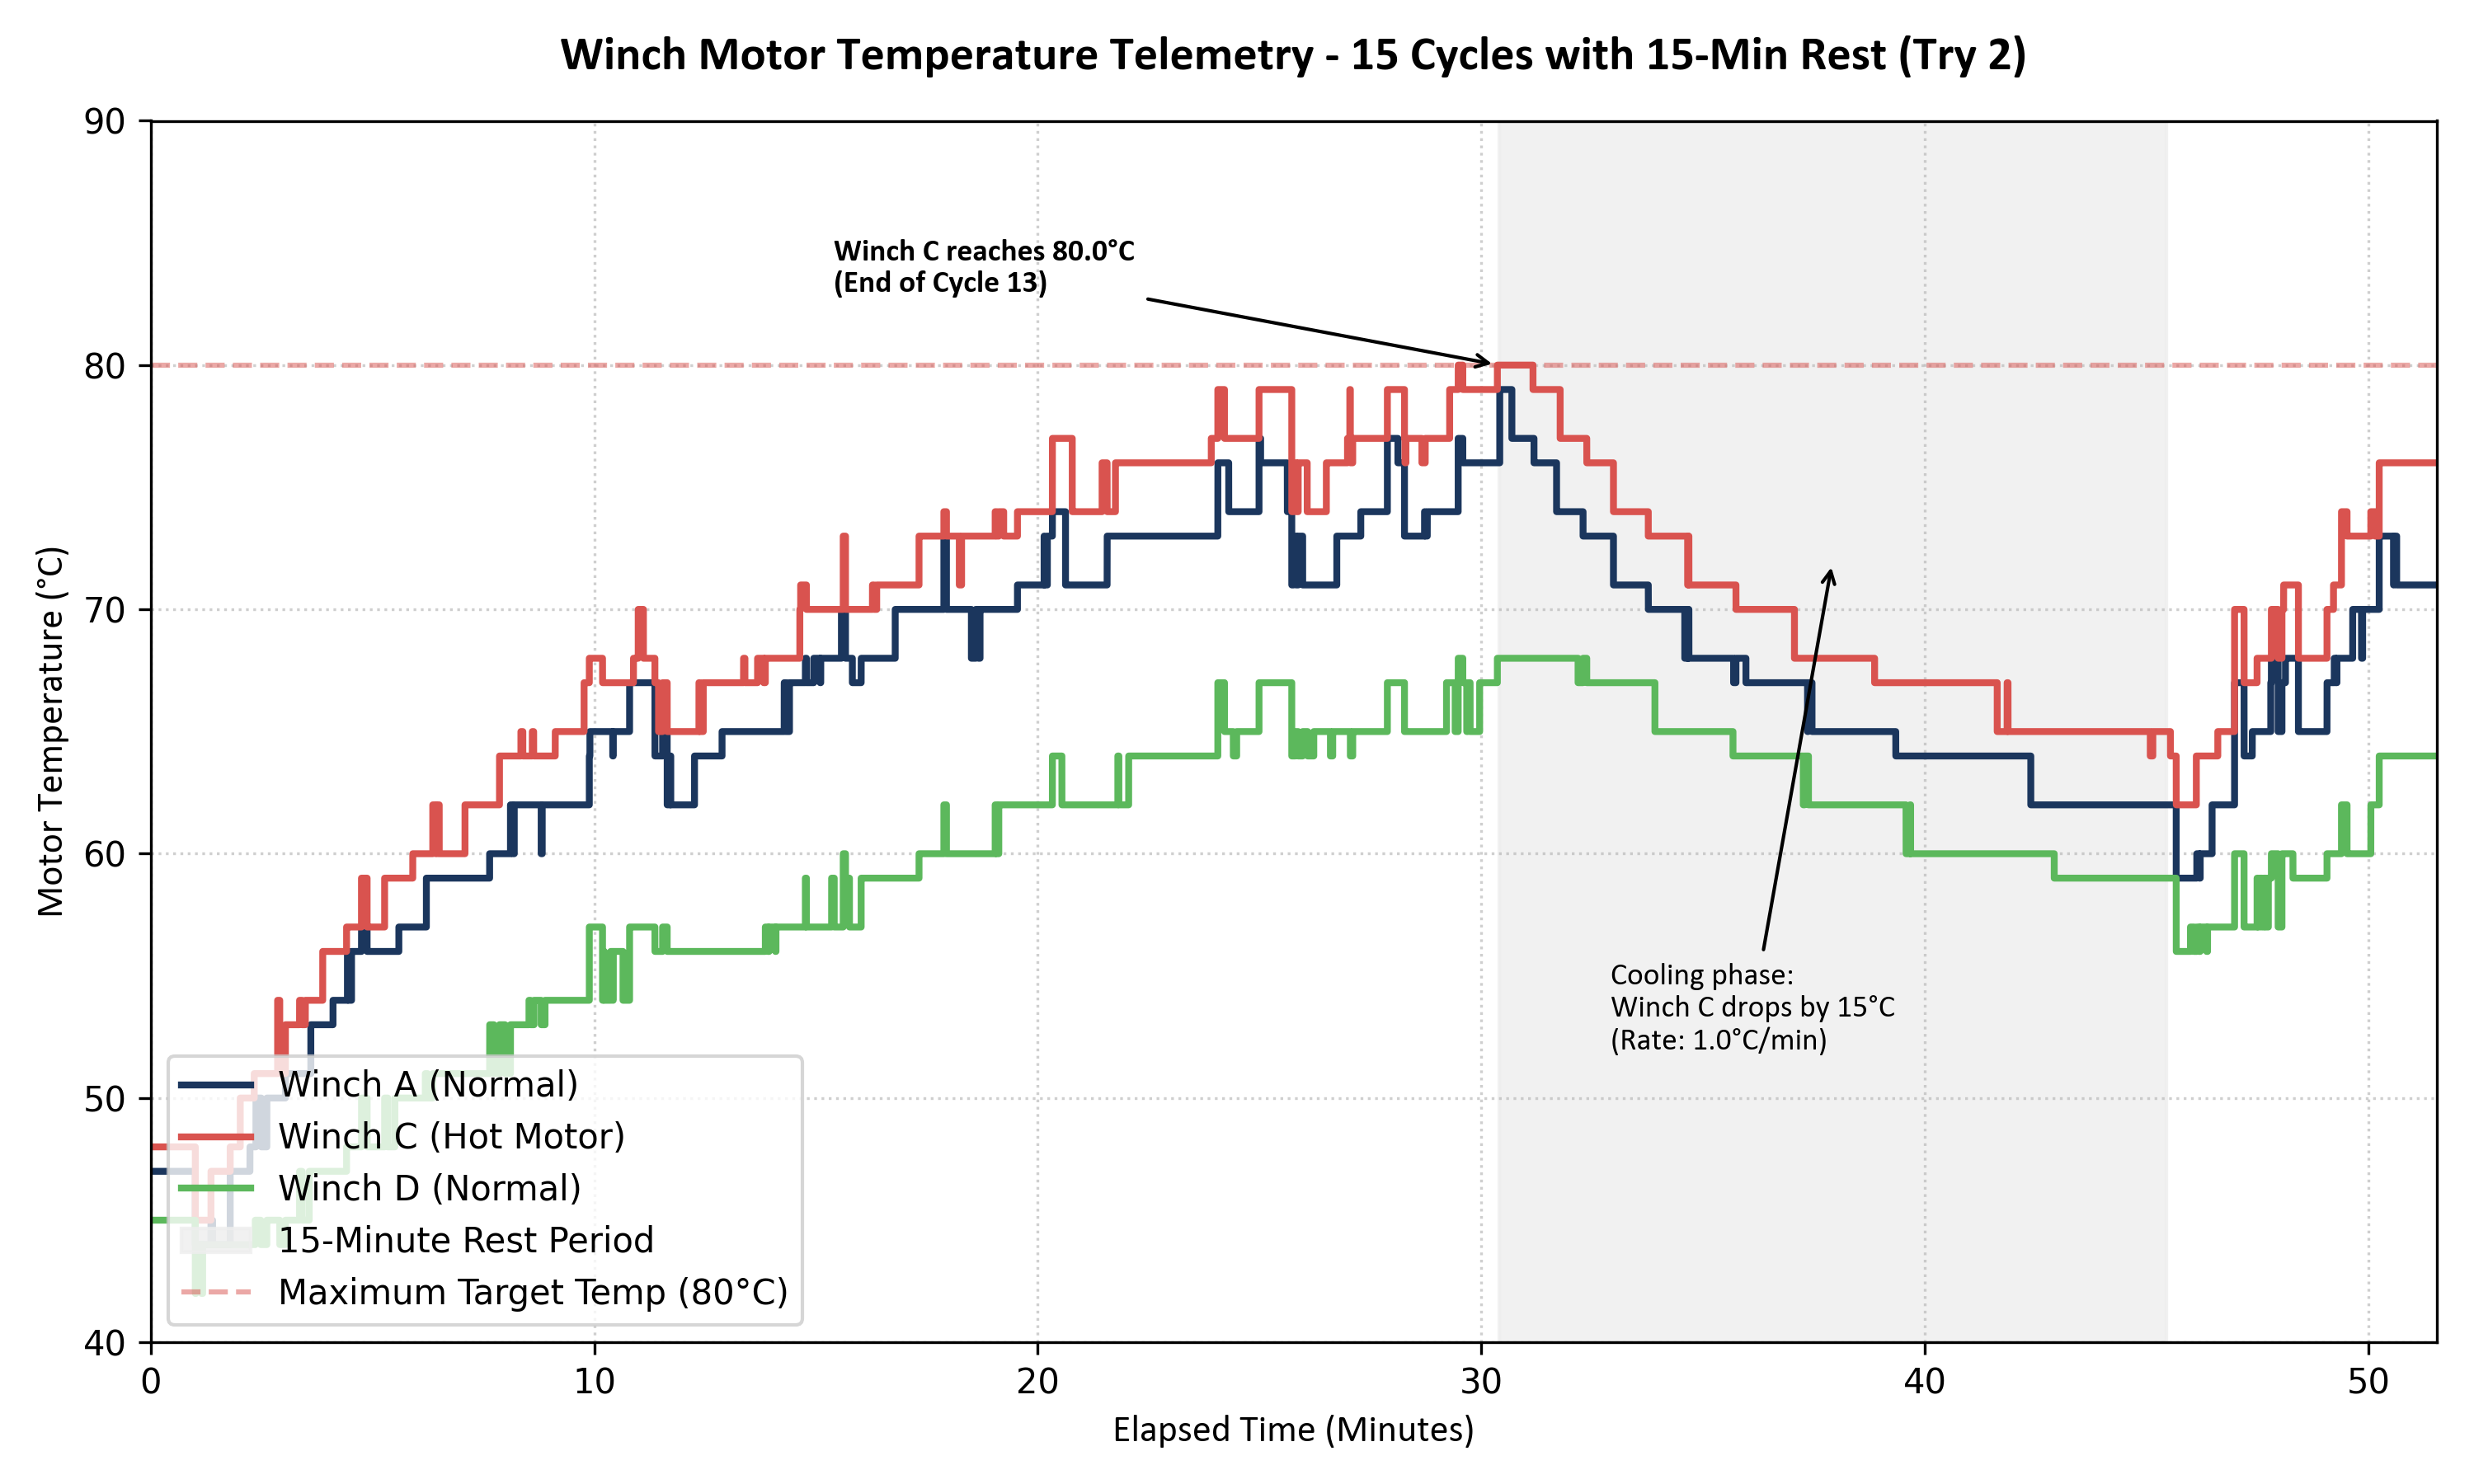 Winch Motor Temperature Telemetry - 15 Cycles with 15-Min Rest (Try 2)
90
80
70
60
50
40
Motor Temperature (°C)
Winch C reaches 80.0°C
(End of Cycle 13)
Cooling phase:
Winch C drops by 15°C
(Rate: 1.0°C/min)
Winch A (Normal)
Winch C (Hot Motor)
Winch D (Normal)
15-Minute Rest Period
Maximum Target Temp (80°C)
0
10
20
30
40
50
Elapsed Time (Minutes)